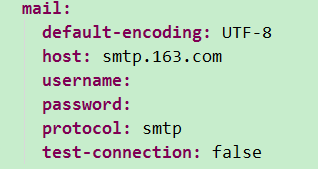 mail:
  default-encoding: UTF-8
  host: smtp.163.com
  username:
  password:
  protocol: smtp
  test-connection: false